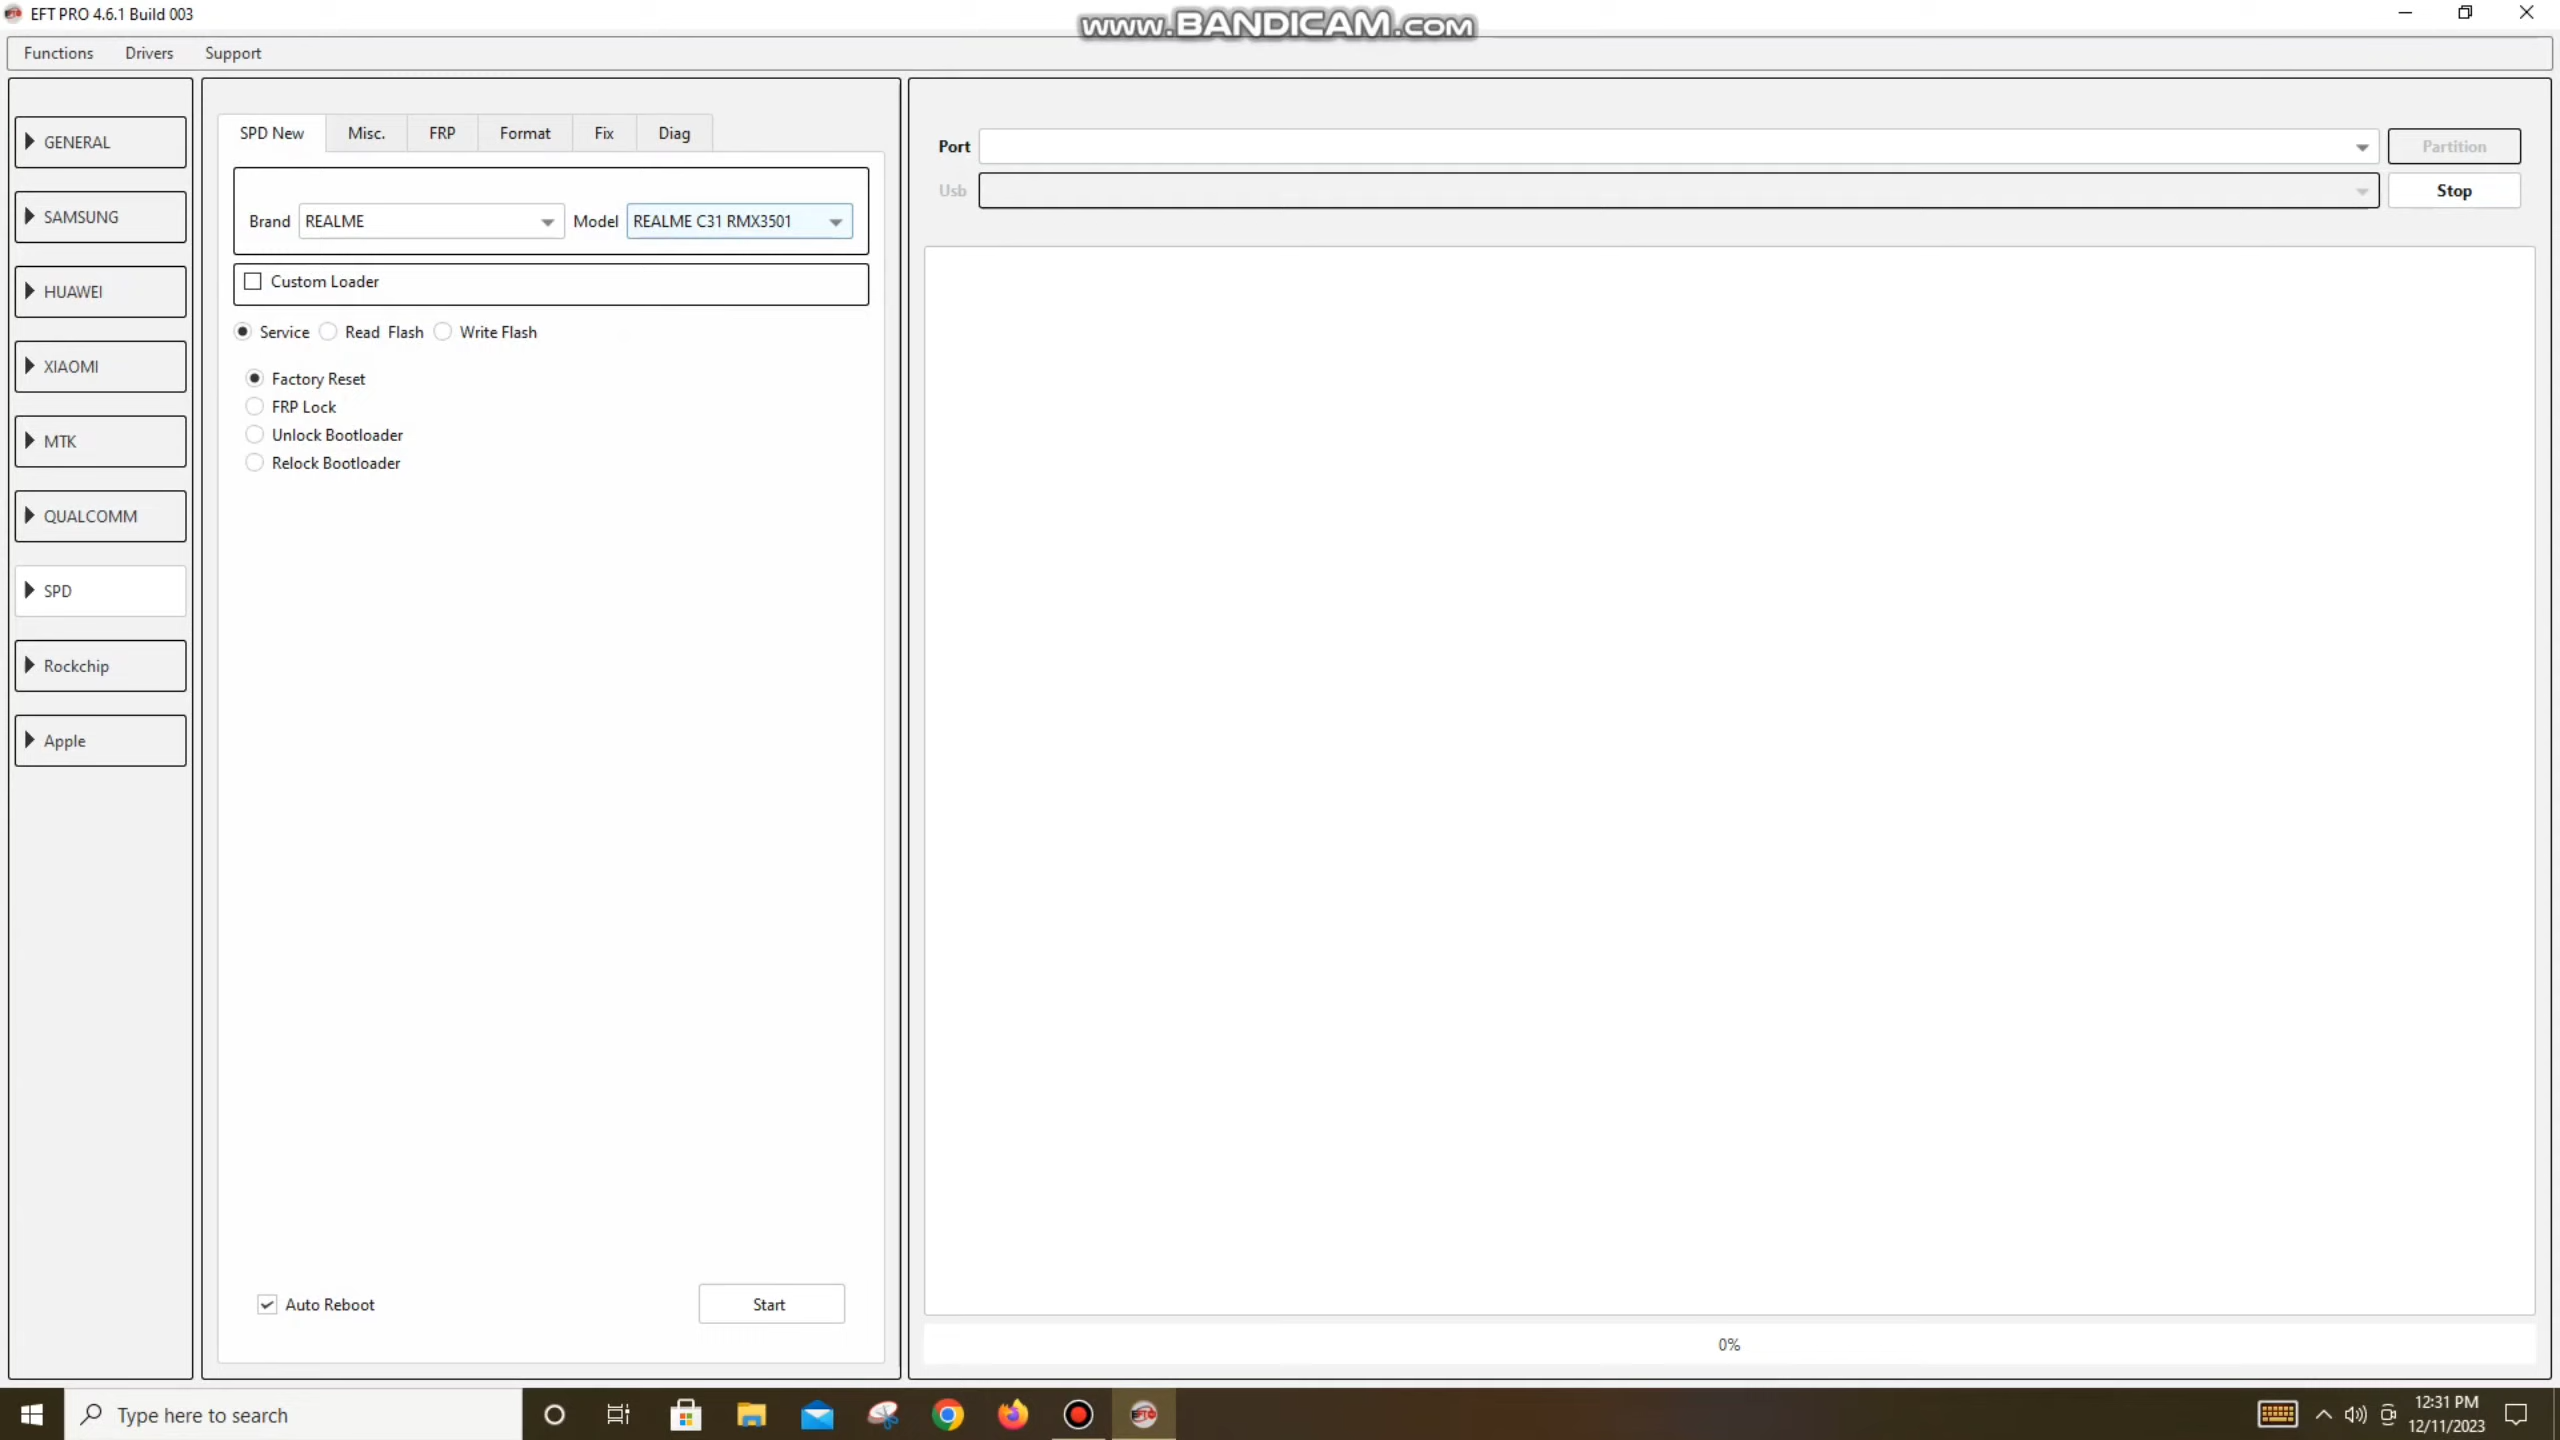 EFT PRO 4.6.1 Build 003
www.BANDICAM.com
Functions Drivers Support
GENERAL
SAMSUNG
HUAWEI
XIAOMI
MTK
QUALCOMM
SPD
Rockchip
Apple
SPD New Misc. FRP Format Fix Diag
Brand REALME Model REALME C31 RMX3501
Custom Loader
Service Read Flash Write Flash
Factory Reset
FRP Lock
Unlock Bootloader
Relock Bootloader
Auto Reboot Start
Port Partition
Usb Stop
0%
Type here to search
EFT
12:31 PM
12/11/2023